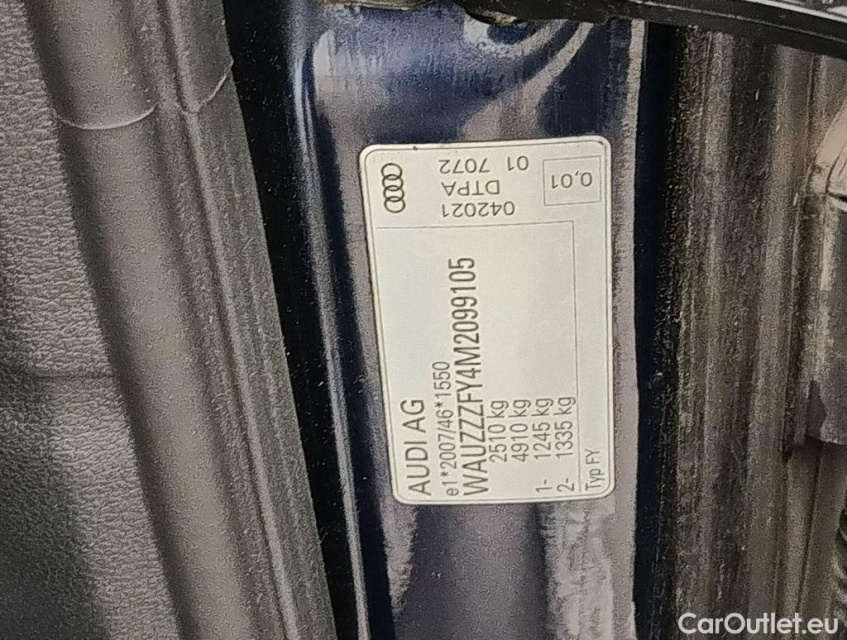 AUDI AG
e1*2007/46*1550
WAUZZZFY4M2099105
2510 kg
4910 kg
1- 1245 kg
2- 1335 kg
Typ FY
042021
DTPA
01 7072
0,01
CarOutlet.eu